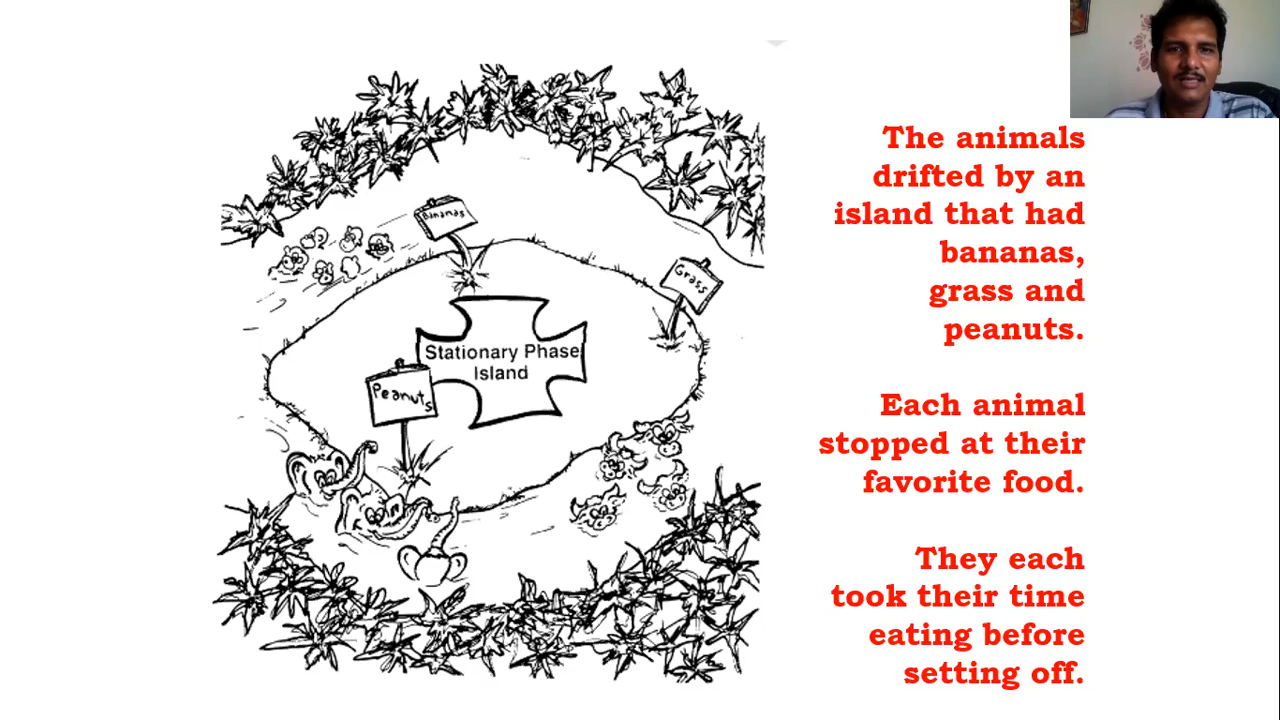 Bananas
Grass
Stationary Phase
Island
Peanuts
The animals
drifted by an
island that had
bananas,
grass and
peanuts.
Each animal
stopped at their
favorite food.
They each
took their time
eating before
setting off.